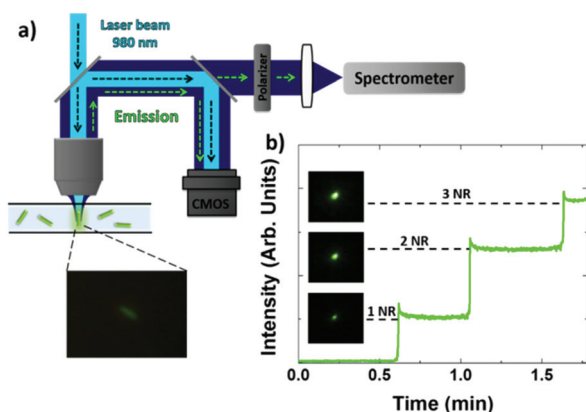 a)
Laser beam
980 nm
Emission
CMOS
Polarizer
Spectrometer
b)
Intensity (Arb. Units)
3 NR
2 NR
1 NR
0.0 0.5 1.0 1.5
Time (min)